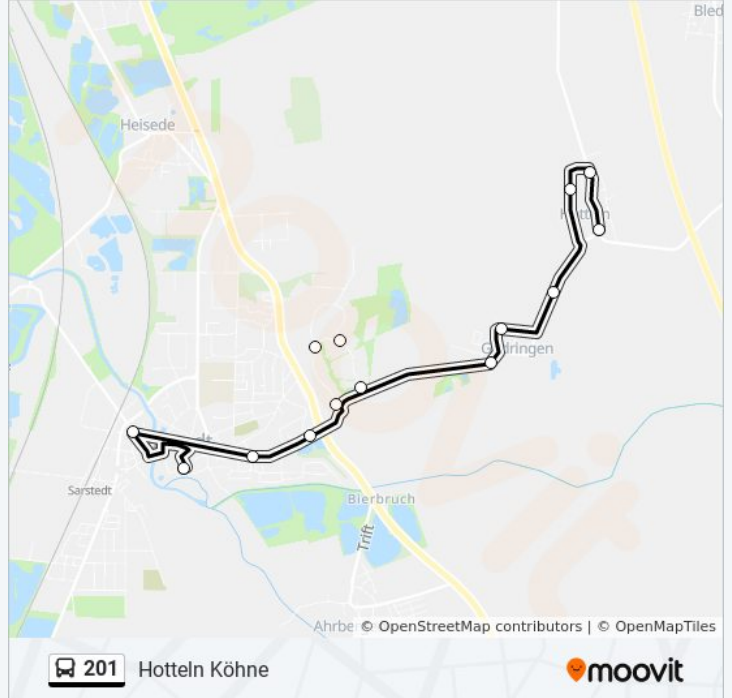 Bled
Heisede
Gödringen
Sarstedt
Bierbruch
Trift
Ahrbe
© OpenStreetMap contributors | © OpenMapTiles
201 Hotteln Köhne
moovit